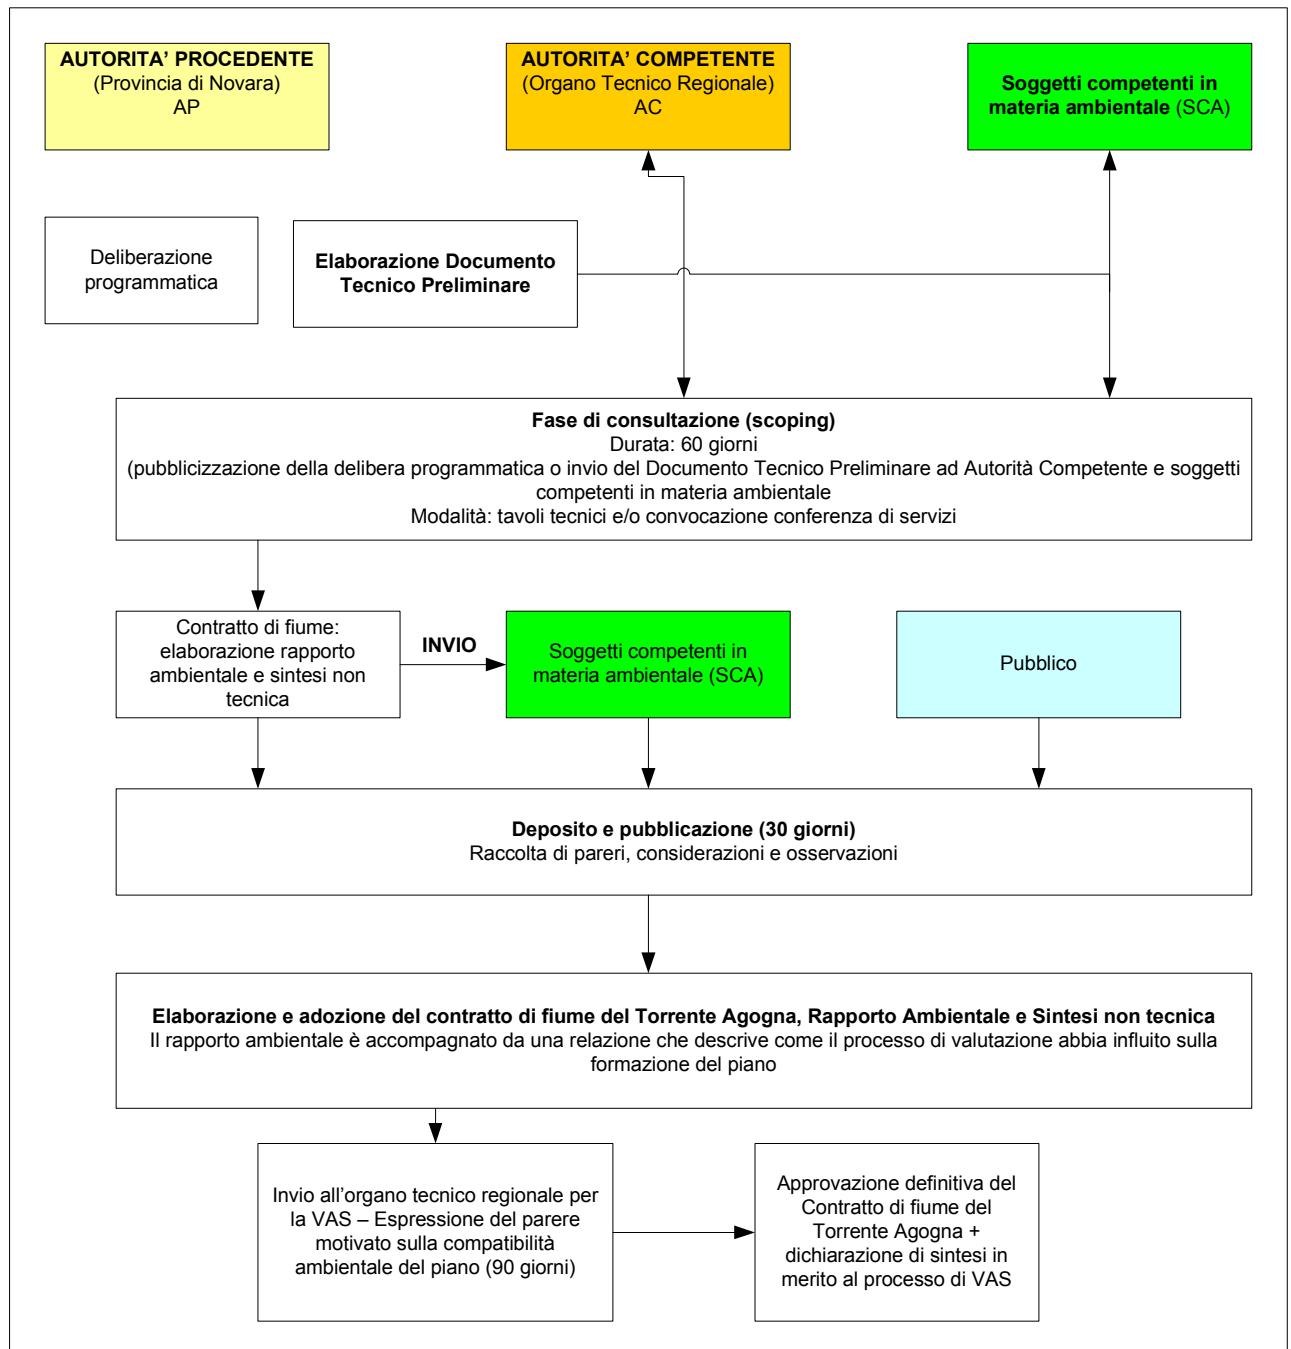 AUTORITA’ PROCEDENTE
(Provincia di Novara)
AP
AUTORITA’ COMPETENTE
(Organo Tecnico Regionale)
AC
Soggetti competenti in
materia ambientale (SCA)
Deliberazione
programmatica
Elaborazione Documento
Tecnico Preliminare
Fase di consultazione (scoping)
Durata: 60 giorni
(pubblicizzazione della delibera programmatica o invio del Documento Tecnico Preliminare ad Autorità Competente e soggetti
competenti in materia ambientale
Modalità: tavoli tecnici e/o convocazione conferenza di servizi
Contratto di fiume:
elaborazione rapporto
ambientale e sintesi non
tecnica
INVIO
Soggetti competenti in
materia ambientale (SCA)
Pubblico
Deposito e pubblicazione (30 giorni)
Raccolta di pareri, considerazioni e osservazioni
Elaborazione e adozione del contratto di fiume del Torrente Agogna, Rapporto Ambientale e Sintesi non tecnica
Il rapporto ambientale è accompagnato da una relazione che descrive come il processo di valutazione abbia influito sulla
formazione del piano
Invio all’organo tecnico regionale per
la VAS – Espressione del parere
motivato sulla compatibilità
ambientale del piano (90 giorni)
Approvazione definitiva del
Contratto di fiume del
Torrente Agogna +
dichiarazione di sintesi in
merito al processo di VAS